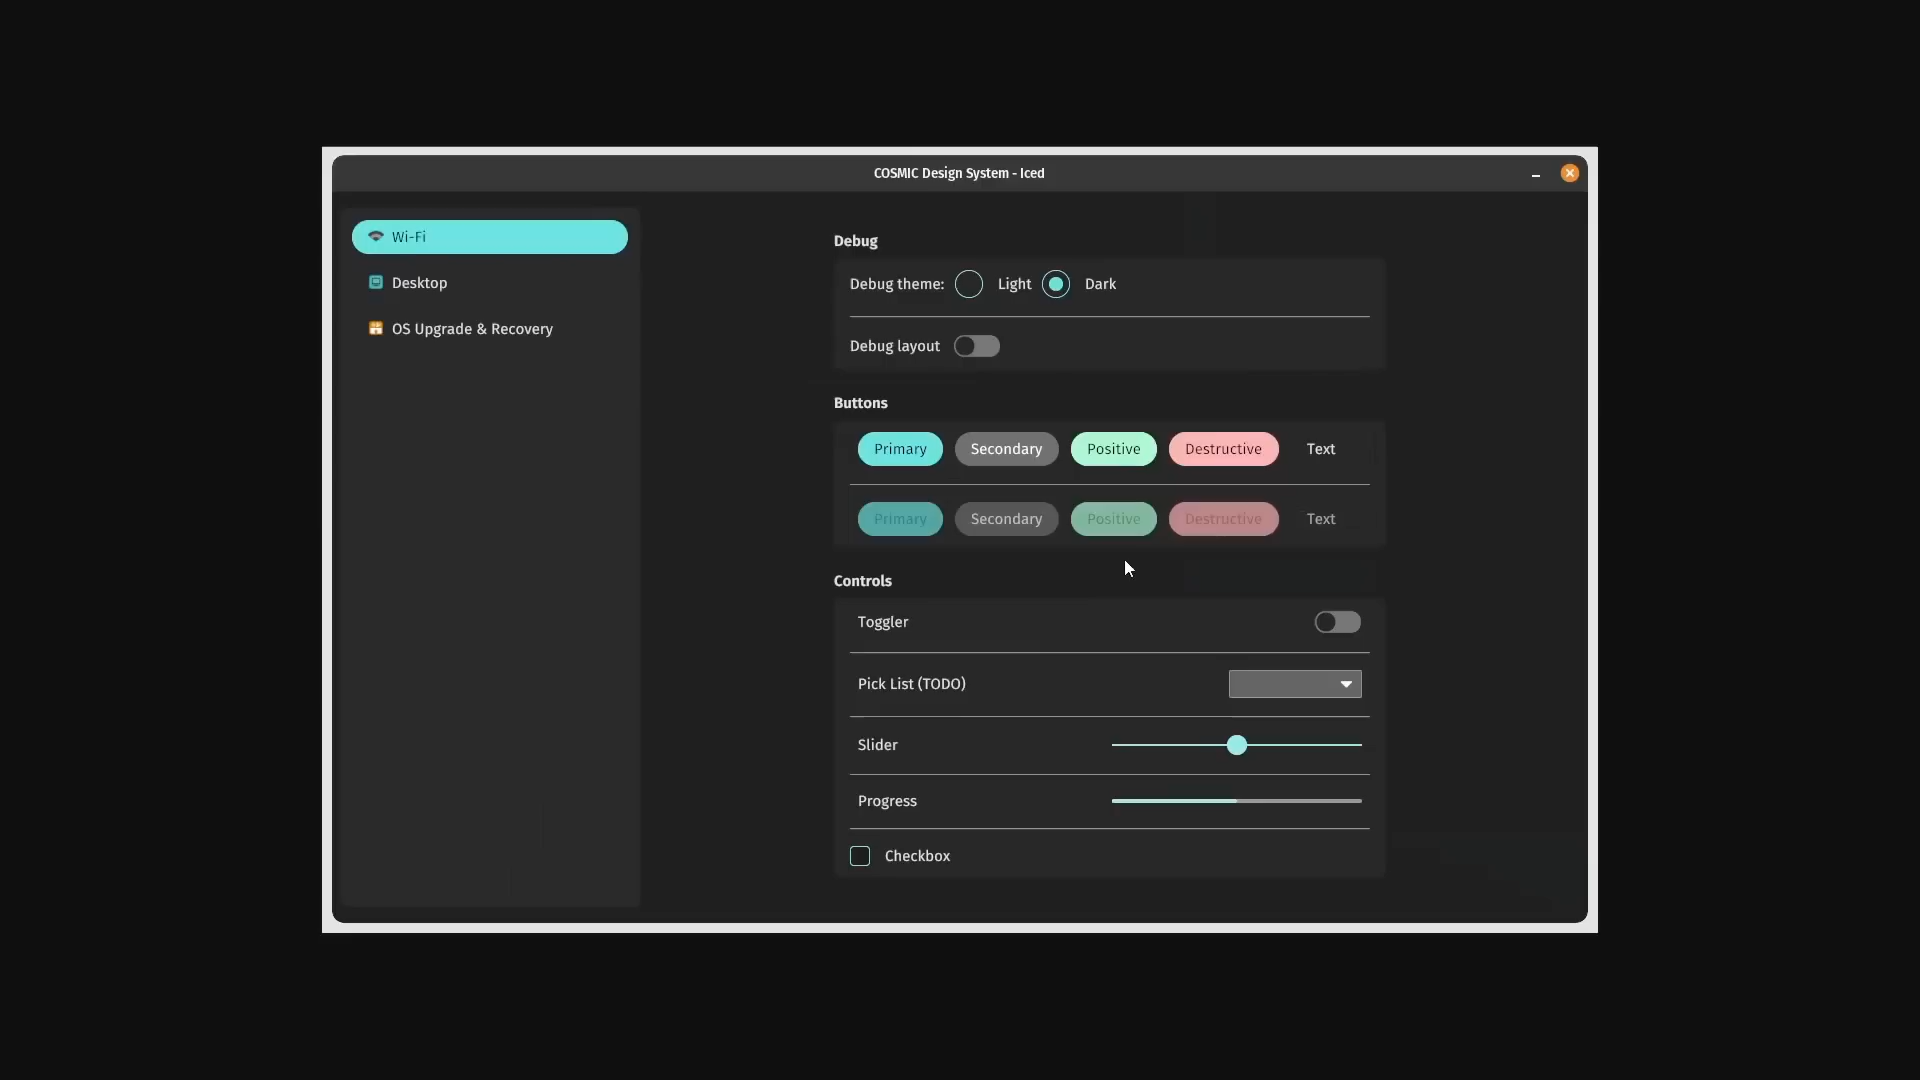 COSMIC Design System - Iced
Wi-Fi
Desktop
OS Upgrade & Recovery
Debug
Debug theme: Light Dark
Debug layout
Buttons
Primary Secondary Positive Destructive Text
Primary Secondary Positive Destructive Text
Controls
Toggler
Pick List (TODO)
Slider
Progress
Checkbox